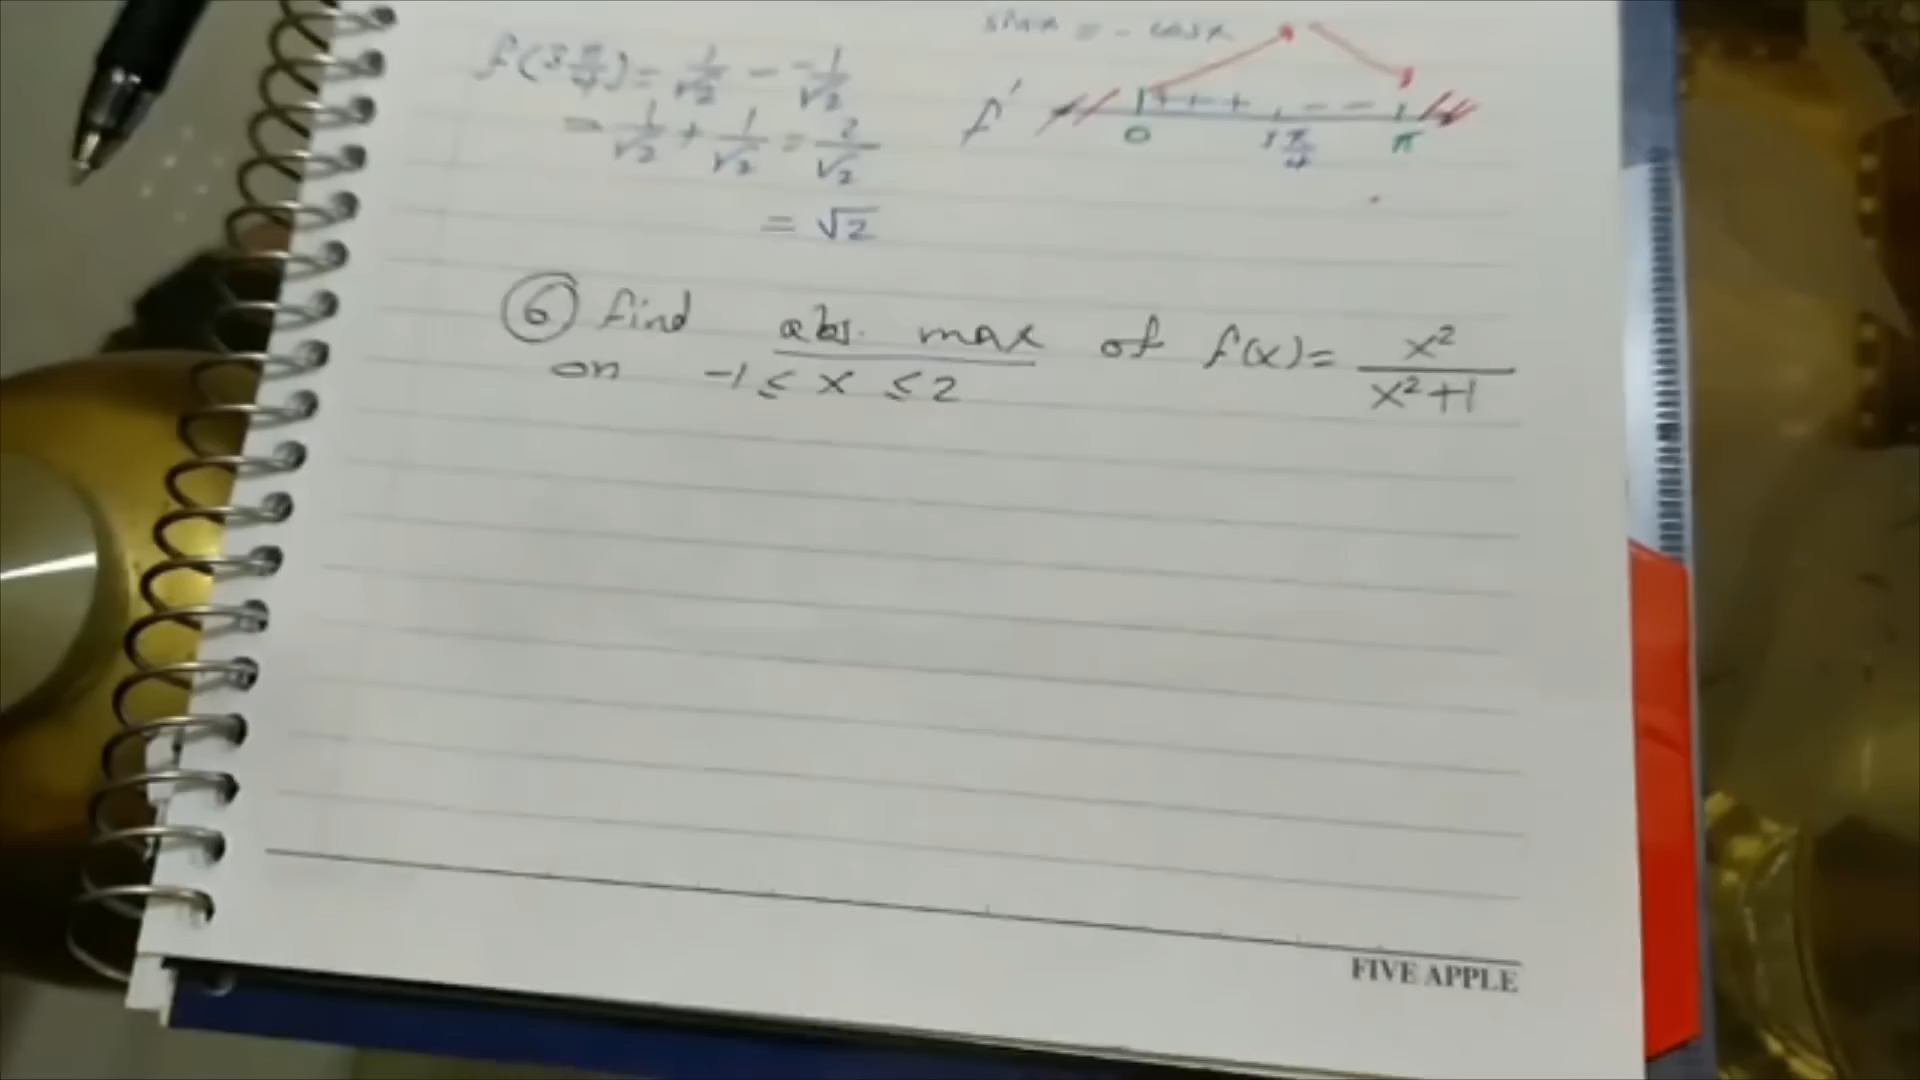 sinx = - cosx
f(3π/4) = 1/√2 - -1/√2
= 1/√2 + 1/√2 = 2/√2
= √2
f' +++ - -
0 3π/4 π
⑥ find abs. max of f(x) = x²/(x²+1)
on -1 ≤ x ≤ 2
FIVE APPLE